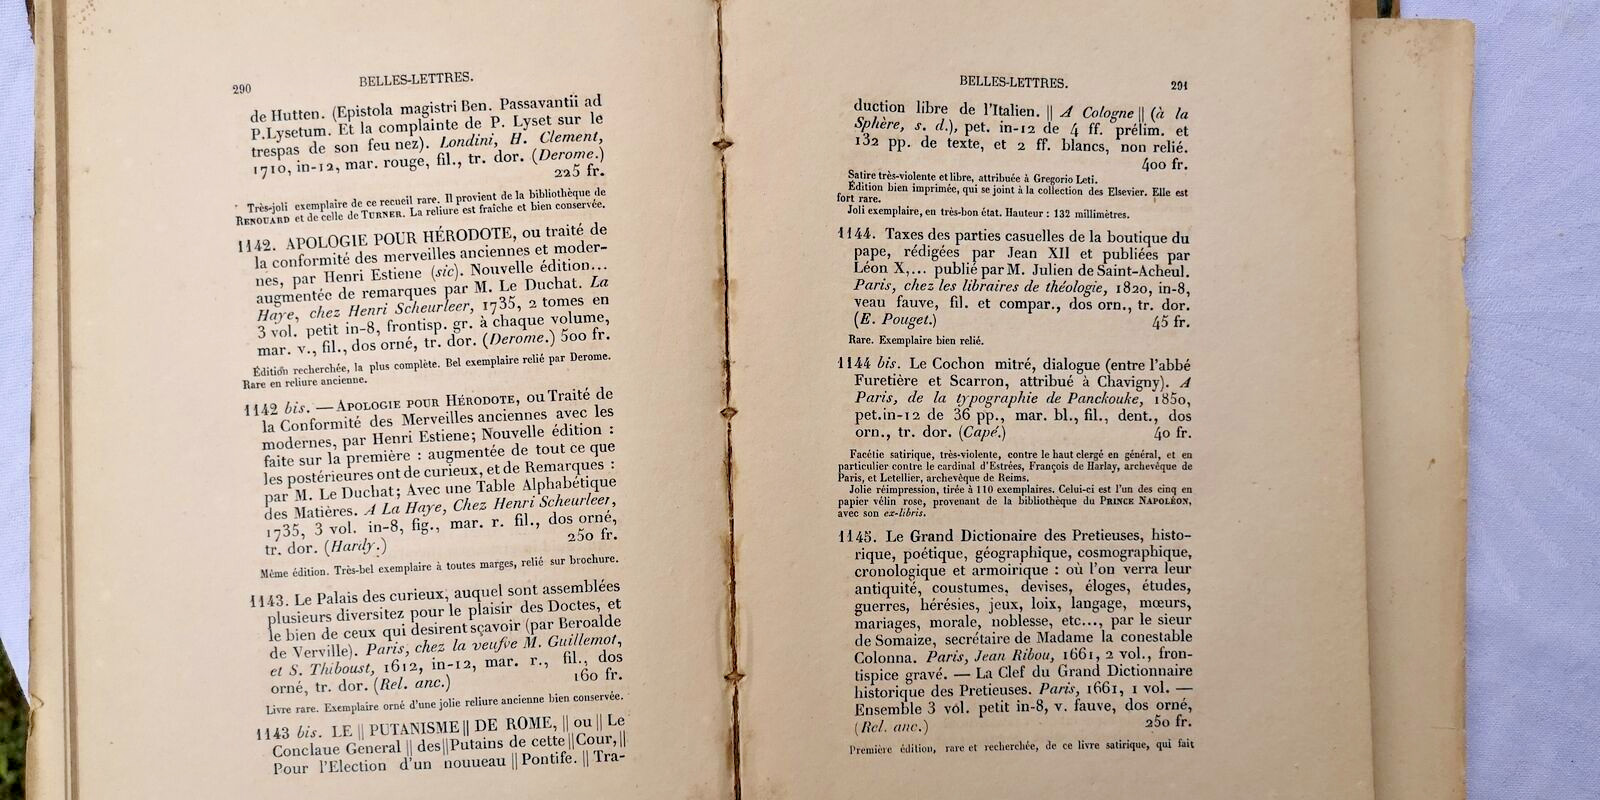 290
BELLES-LETTRES.
de Hutten. (Epistola magistri Ben. Passavantii ad
P.Lysetum. Et la complainte de P. Lyset sur le
trespas de son feu nez). Londini, H. Clement,
1710, in-12, mar. rouge, fil., tr. dor. (Derome.)
225 fr.
Très-joli exemplaire de ce recueil rare. Il provient de la bibliothèque de
RENOUARD et de celle de TURNER. La reliure est fraîche et bien conservée.
1142. APOLOGIE POUR HÉRODOTE, ou traité de
la conformité des merveilles anciennes et moder-
nes, par Henri Estiene (sic). Nouvelle édition...
augmentée de remarques par M. Le Duchat. La
Haye, chez Henri Scheurleer, 1735, 2 tomes en
3 vol. petit in-8, frontisp. gr. à chaque volume,
mar. v., fil., dos orné, tr. dor. (Derome.) 500 fr.
Édition recherchée, la plus complète. Bel exemplaire relié par Derome.
Rare en reliure ancienne.
1142 bis. — APOLOGIE POUR HÉRODOTE, ou Traité de
la Conformité des Merveilles anciennes avec les
modernes, par Henri Estiene; Nouvelle édition :
faite sur la première : augmentée de tout ce que
les postérieures ont de curieux, et de Remarques :
par M. Le Duchat; Avec une Table Alphabétique
des Matières. A La Haye, Chez Henri Scheurleer,
1735, 3 vol. in-8, fig., mar. r. fil., dos orné,
tr. dor. (Hardy.) 250 fr.
Même édition. Très-bel exemplaire à toutes marges, relié sur brochure.
1143. Le Palais des curieux, auquel sont assemblées
plusieurs diversitez pour le plaisir des Doctes, et
le bien de ceux qui desirent sçavoir (par Beroalde
de Verville). Paris, chez la veufve M. Guillemot,
et S. Thiboust, 1612, in-12, mar. r., fil., dos
orné, tr. dor. (Rel. anc.) 160 fr.
Livre rare. Exemplaire orné d'une jolie reliure ancienne bien conservée.
1143 bis. LE || PUTANISME || DE ROME, || ou || Le
Conclaue General || des || Putains de cette || Cour, ||
Pour l'Election d'un nouueau || Pontife. || Tra-
BELLES-LETTRES.
291
duction libre de l'Italien. || A Cologne || (à la
Sphère, s. d.), pet. in-12 de 4 ff. prélim. et
132 pp. de texte, et 2 ff. blancs, non relié.
400 fr.
Satire très-violente et libre, attribuée à Gregorio Leti.
Édition bien imprimée, qui se joint à la collection des Elsevier. Elle est
fort rare.
Joli exemplaire, en très-bon état. Hauteur : 132 millimètres.
1144. Taxes des parties casuelles de la boutique du
pape, rédigées par Jean XII et publiées par
Léon X,... publié par M. Julien de Saint-Acheul.
Paris, chez les libraires de théologie, 1820, in-8,
veau fauve, fil. et compar., dos orn., tr. dor.
(E. Pouget.) 45 fr.
Rare. Exemplaire bien relié.
1144 bis. Le Cochon mitré, dialogue (entre l'abbé
Furetière et Scarron, attribué à Chavigny). A
Paris, de la typographie de Panckouke, 1850,
pet. in-12 de 36 pp., mar. bl., fil., dent., dos
orn., tr. dor. (Capé.) 40 fr.
Facétie satirique, très-violente, contre le haut clergé en général, et en
particulier contre le cardinal d'Estrées, François de Harlay, archevêque de
Paris, et Letellier, archevêque de Reims.
Jolie réimpression, tirée à 110 exemplaires. Celui-ci est l'un des cinq en
papier vélin rose, provenant de la bibliothèque du PRINCE NAPOLÉON,
avec son ex-libris.
1145. Le Grand Dictionaire des Pretieuses, histo-
rique, poétique, géographique, cosmographique,
cronologique et armoirique : où l'on verra leur
antiquité, coustumes, devises, éloges, études,
guerres, hérésies, jeux, loix, langage, mœurs,
mariages, morale, noblesse, etc..., par le sieur
de Somaize, secrétaire de Madame la conestable
Colonna. Paris, Jean Ribou, 1661, 2 vol., fron-
tispice gravé. — La Clef du Grand Dictionnaire
historique des Pretieuses. Paris, 1661, 1 vol. —
Ensemble 3 vol. petit in-8, v. fauve, dos orné,
(Rel. anc.) 250 fr.
Première édition, rare et recherchée, de ce livre satirique, qui fait